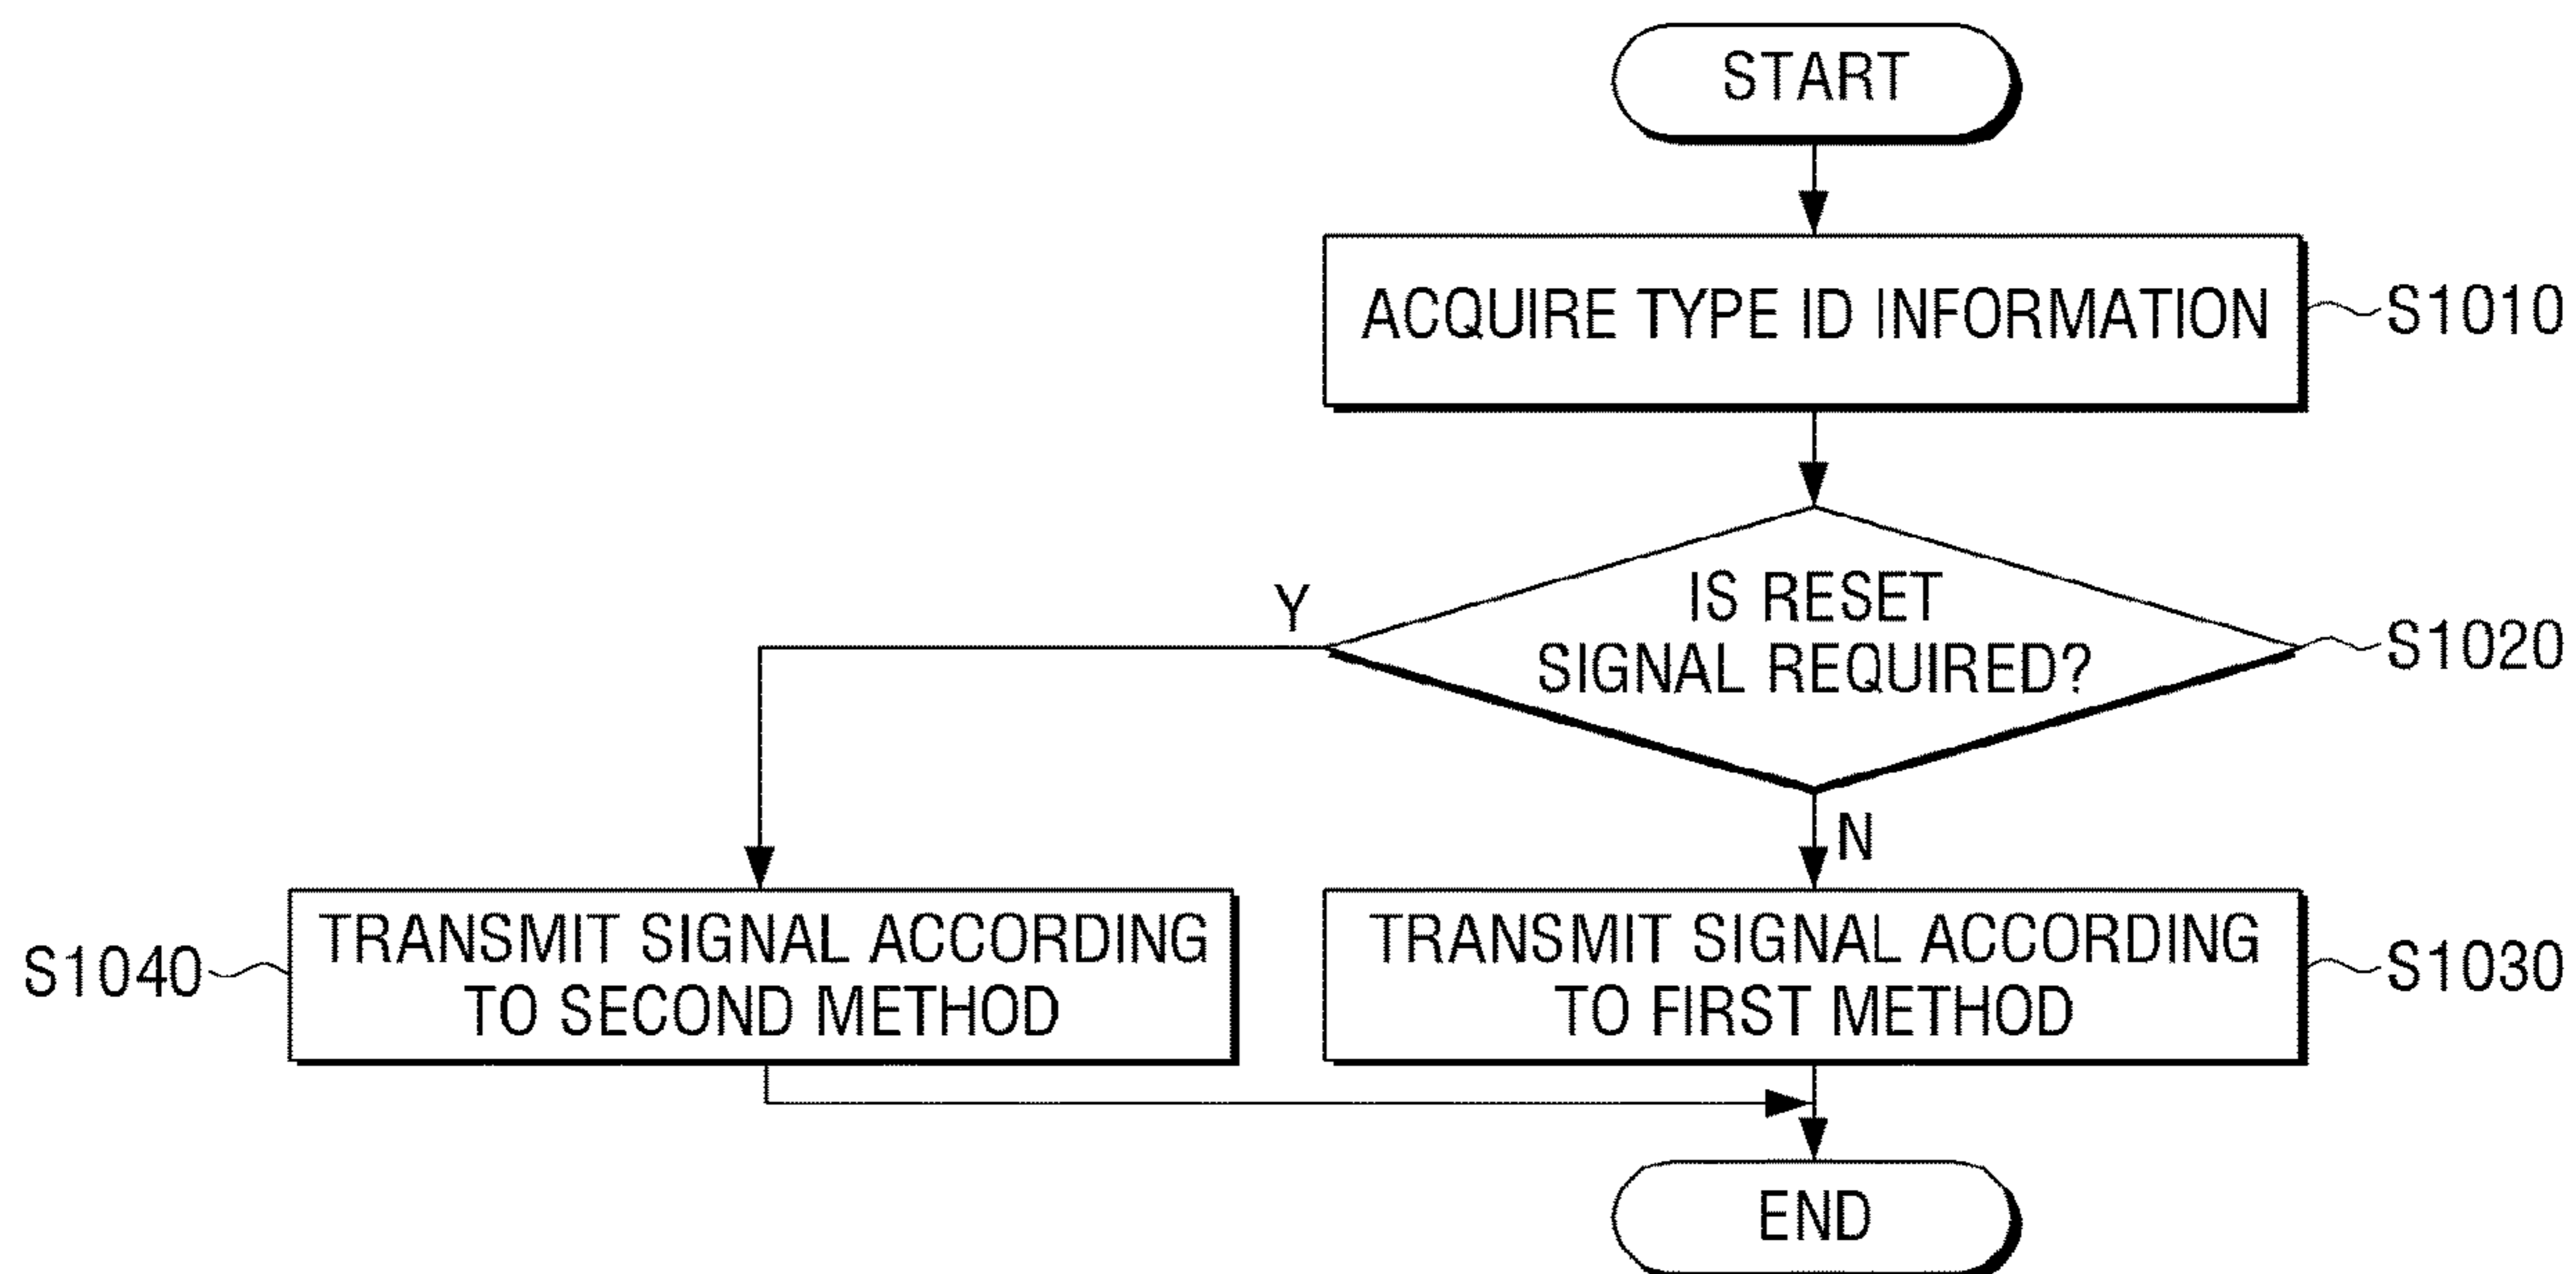 START
ACQUIRE TYPE ID INFORMATION
S1010
IS RESET
SIGNAL REQUIRED?
S1020
Y
N
S1040
TRANSMIT SIGNAL ACCORDING
TO SECOND METHOD
TRANSMIT SIGNAL ACCORDING
TO FIRST METHOD
S1030
END